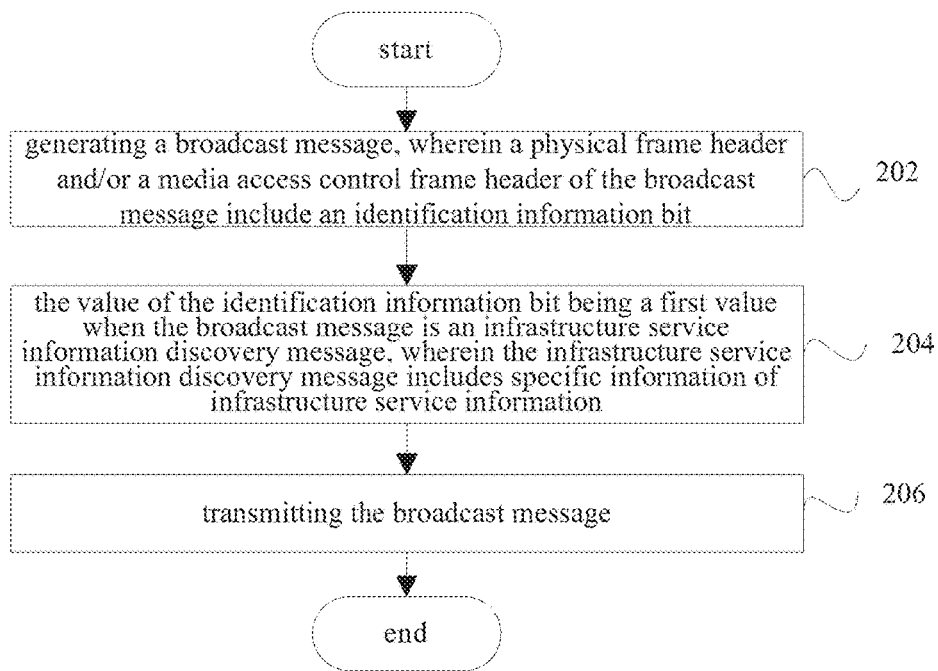 start
generating a broadcast message, wherein a physical frame header
and/or a media access control frame header of the broadcast
message include an identification information bit
202
the value of the identification information bit being a first value
when the broadcast message is an infrastructure service
information discovery message, wherein the infrastructure service
information discovery message includes specific information of
infrastructure service information
204
transmitting the broadcast message
206
end